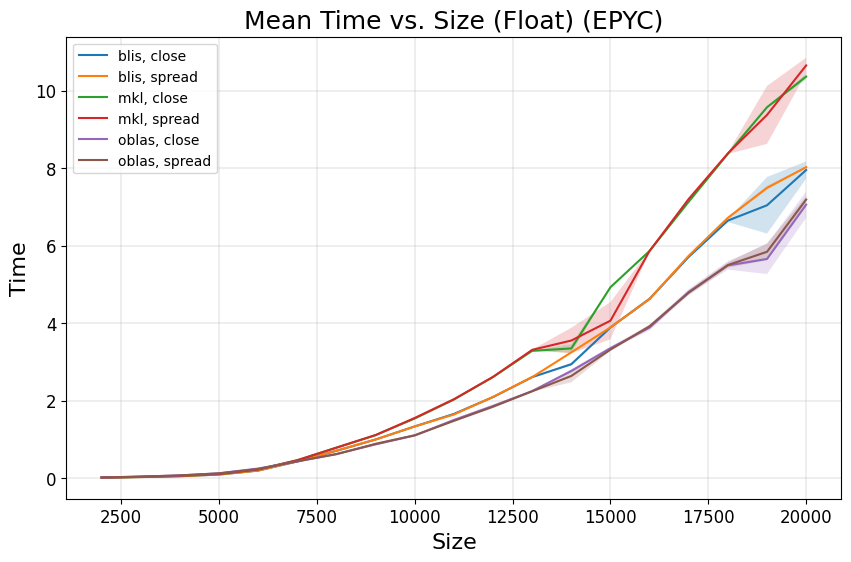 Mean Time vs. Size (Float) (EPYC)
blis, close
blis, spread
mkl, close
mkl, spread
oblas, close
oblas, spread
Time
10
8
6
4
2
0
2500 5000 7500 10000 12500 15000 17500 20000
Size